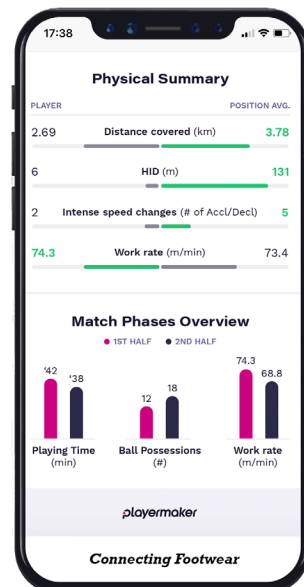 17:38
Physical Summary
PLAYER POSITION AVG.
2.69 Distance covered (km) 3.78
6 HID (m) 131
2 Intense speed changes (# of Accl/Decl) 5
74.3 Work rate (m/min) 73.4
Match Phases Overview
1ST HALF 2ND HALF
'42 '38 12 18 74.3 68.8
Playing Time Ball Possessions Work rate
(min) (#) (m/min)
playermaker
Connecting Footwear